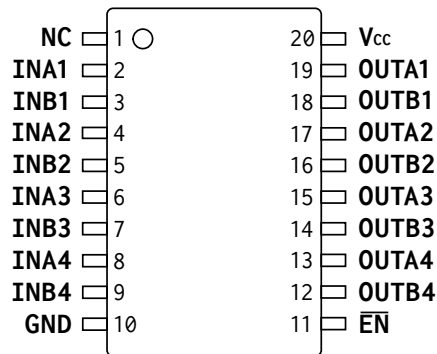 NC 1 20 Vcc
INA1 2 19 OUTA1
INB1 3 18 OUTB1
INA2 4 17 OUTA2
INB2 5 16 OUTB2
INA3 6 15 OUTA3
INB3 7 14 OUTB3
INA4 8 13 OUTA4
INB4 9 12 OUTB4
GND 10 11 E̅N̅